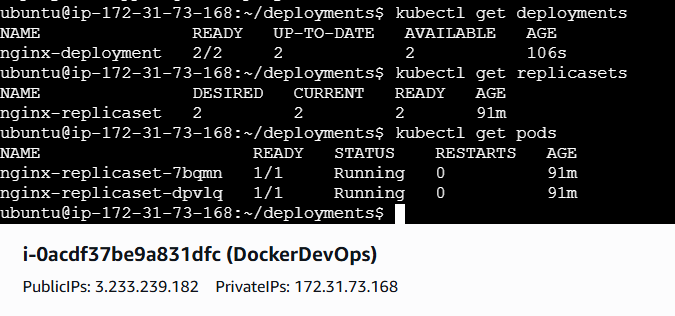 ubuntu@ip-172-31-73-168:~/deployments$ kubectl get deployments
NAME READY UP-TO-DATE AVAILABLE AGE
nginx-deployment 2/2 2 2 106s
ubuntu@ip-172-31-73-168:~/deployments$ kubectl get replicasets
NAME DESIRED CURRENT READY AGE
nginx-replicaset 2 2 2 91m
ubuntu@ip-172-31-73-168:~/deployments$ kubectl get pods
NAME READY STATUS RESTARTS AGE
nginx-replicaset-7bqmn 1/1 Running 0 91m
nginx-replicaset-dpvlq 1/1 Running 0 91m
ubuntu@ip-172-31-73-168:~/deployments$
i-0acdf37be9a831dfc (DockerDevOps)
PublicIPs: 3.233.239.182 PrivateIPs: 172.31.73.168